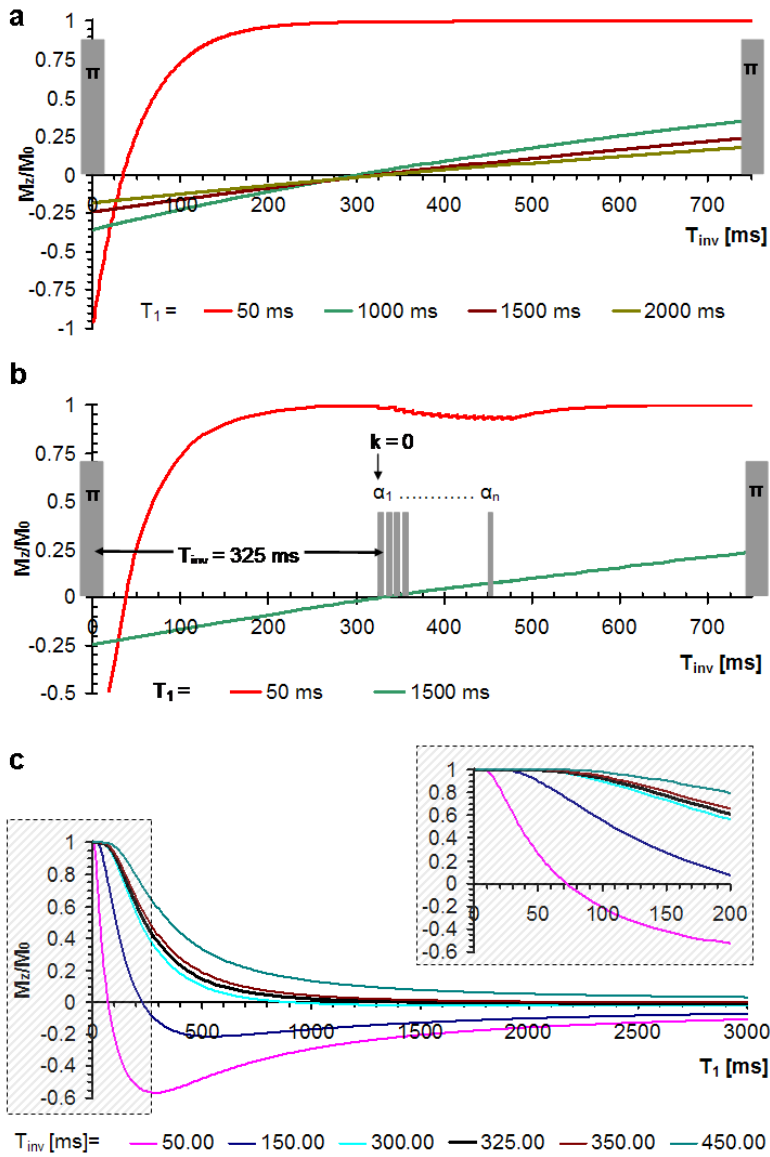 a
1
0.75
0.5
0.25
0
-0.25
-0.5
-0.75
-1
Mz/M0
π
π
0 100 200 300 400 500 600 700
Tinv [ms]
T1 = 50 ms 1000 ms 1500 ms 2000 ms
b
1
0.75
0.5
0.25
0
-0.25
-0.5
Mz/M0
π
π
k = 0
α1 ............ αn
Tinv = 325 ms
0 100 200 300 400 500 600 700
Tinv [ms]
T1 = 50 ms 1500 ms
c
1
0.8
0.6
0.4
0.2
0
-0.2
-0.4
-0.6
Mz/M0
0 500 1000 1500 2000 2500 3000
T1 [ms]
1
0.8
0.6
0.4
0.2
0
-0.2
-0.4
-0.6
0 50 100 150 200
Tinv [ms]= 50.00 150.00 300.00 325.00 350.00 450.00